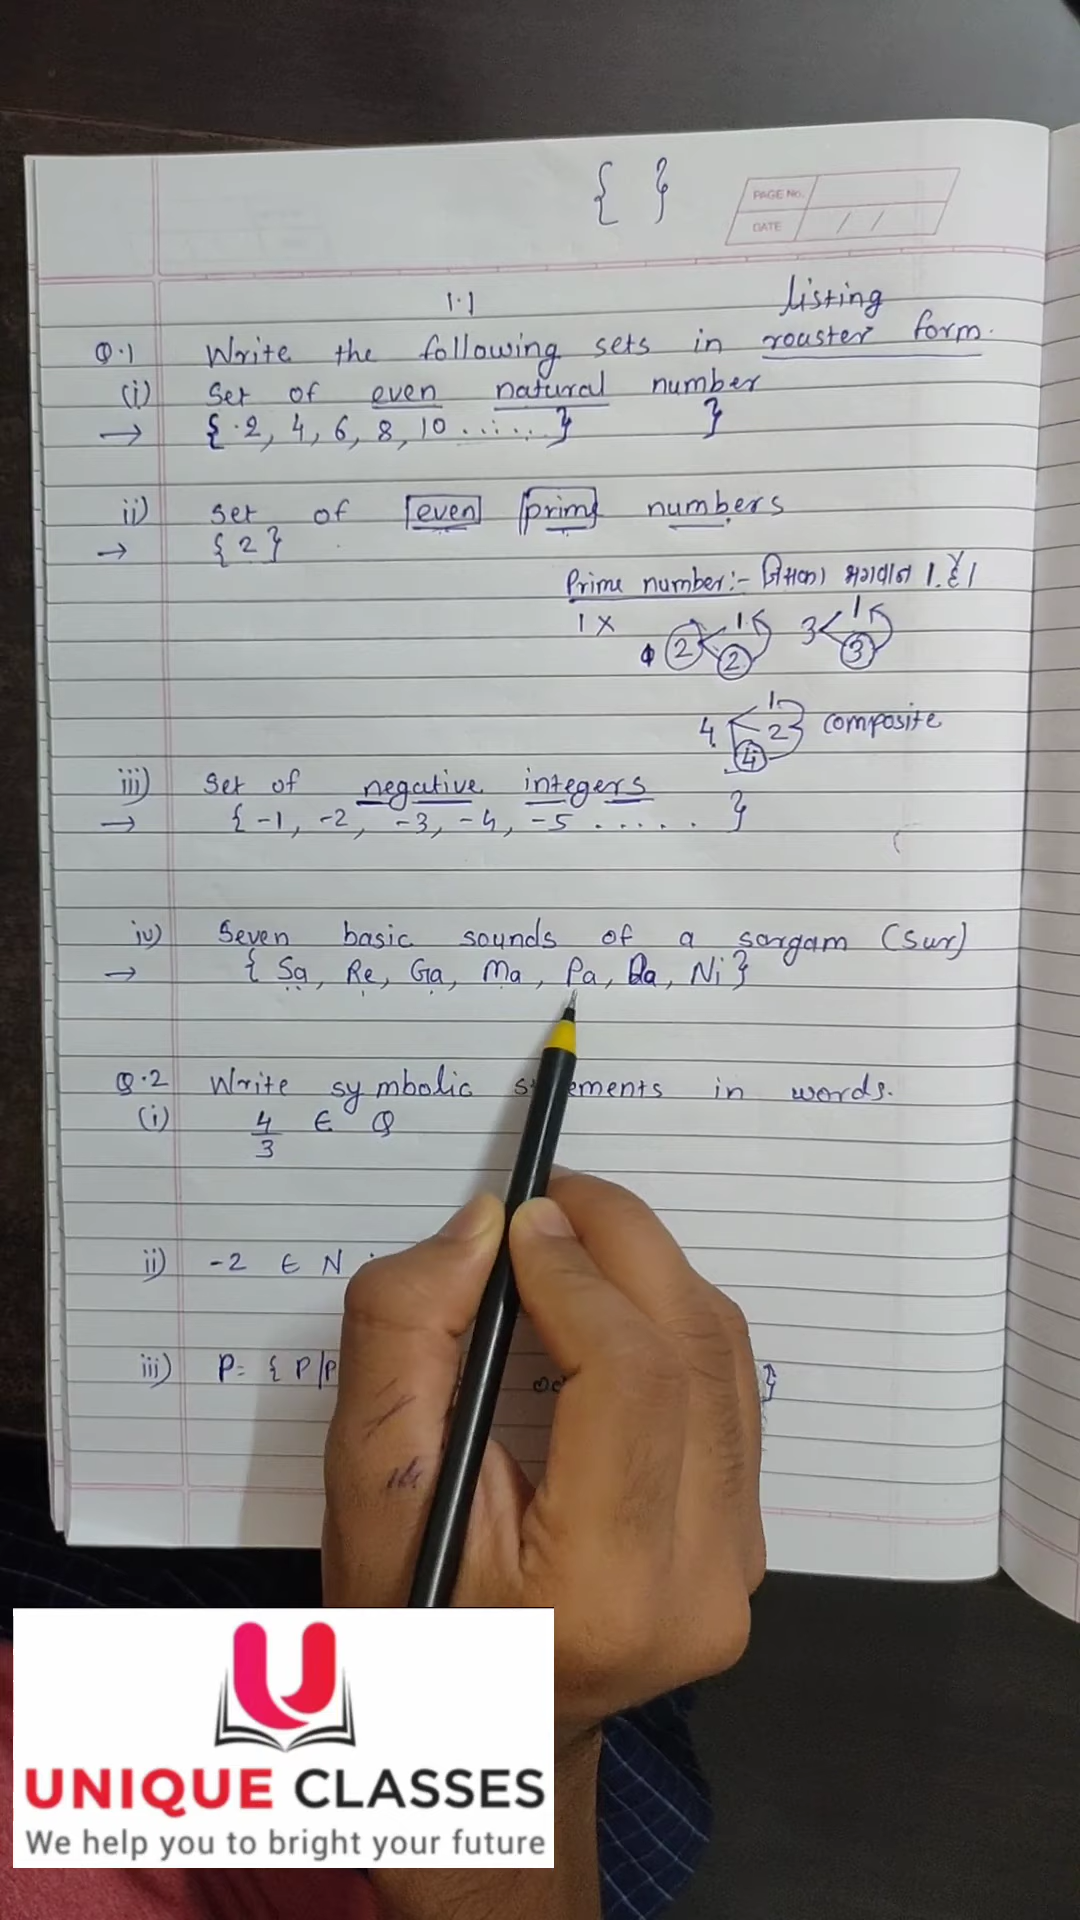 { }
PAGE No.
DATE / /
1.1 listing
Q.1 Write the following sets in rouster form.
(i) Set of even natural number
→ { 2, 4, 6, 8, 10 ...... } }
ii) Set of even prime numbers
→ { 2 }
Prime number:- जिसका भगवान 1 है।
1 X 2 < 1 2 3 < 1 3
4 < 1 2 4 composite
iii) Set of negative integers
→ { -1, -2, -3, -4, -5 ..... }
iv) Seven basic sounds of a sargam (Sur)
→ { Sa, Re, Ga, Ma, Pa, Da, Ni }
Q.2 Write symbolic in words.
(i) 4/3 ∈ Q
ii) -2 ∈ N
iii) P = { P/P }
UNIQUE CLASSES
We help you to bright your future